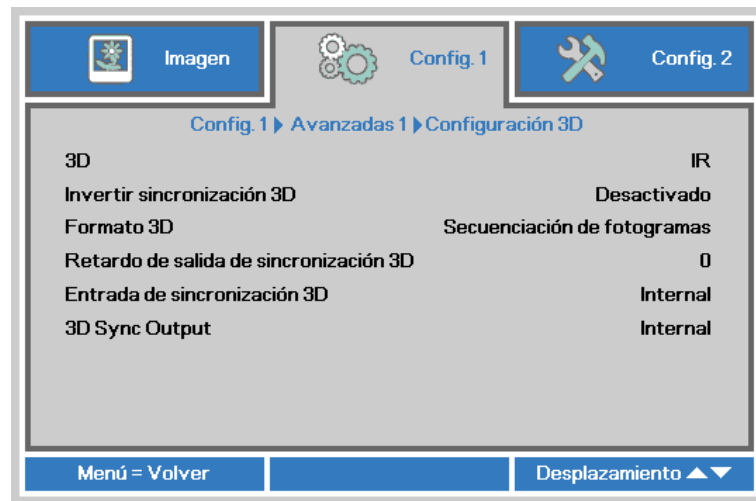 Imagen Config. 1 Config. 2
Config. 1 ▶ Avanzadas 1 ▶ Configuración 3D
3D IR
Invertir sincronización 3D Desactivado
Formato 3D Secuenciación de fotogramas
Retardo de salida de sincronización 3D 0
Entrada de sincronización 3D Internal
3D Sync Output Internal
Menú = Volver Desplazamiento ▲▼